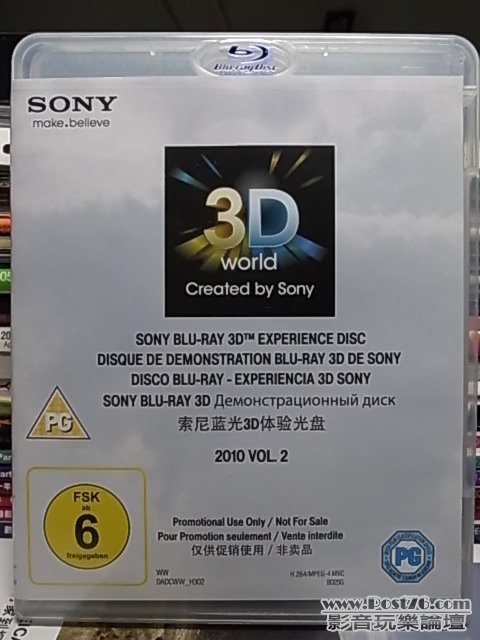 Blu-ray Disc
SONY
make.believe
3D
world
Created by Sony
SONY BLU-RAY 3D™ EXPERIENCE DISC
DISQUE DE DEMONSTRATION BLU-RAY 3D DE SONY
DISCO BLU-RAY - EXPERIENCIA 3D SONY
SONY BLU-RAY 3D Демонстрационный диск
索尼蓝光3D体验光盘
PG
2010 VOL. 2
FSK
ab
6
freigegeben
Promotional Use Only / Not For Sale
Pour Promotion seulement / Vente interdite
仅供促销使用 / 非卖品
PG
WW
DADCWW_H302
H.264/MPEG-4 MVC
BD25G
www.Post76.com
影音玩樂論壇